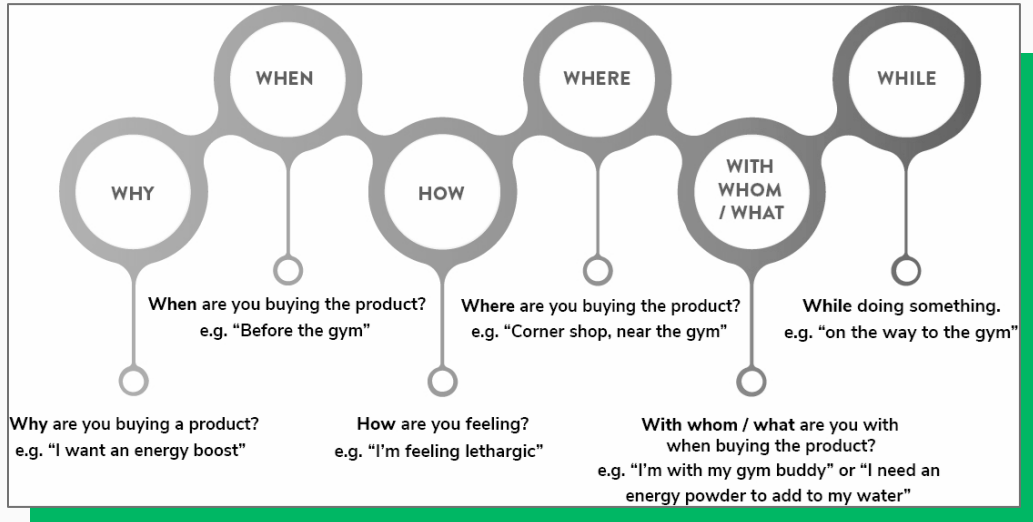 WHEN
WHERE
WHILE
WHY
HOW
WITH
WHOM
/ WHAT
When are you buying the product?
e.g. “Before the gym”
Where are you buying the product?
e.g. “Corner shop, near the gym”
While doing something.
e.g. “on the way to the gym”
Why are you buying a product?
e.g. “I want an energy boost”
How are you feeling?
e.g. “I’m feeling lethargic”
With whom / what are you with
when buying the product?
e.g. “I’m with my gym buddy” or “I need an
energy powder to add to my water”